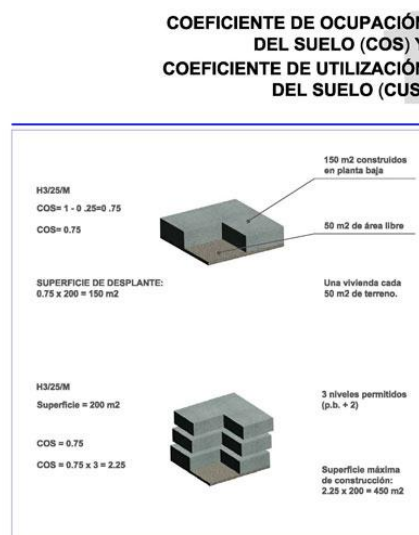 COEFICIENTE DE OCUPACIÓN
DEL SUELO (COS) Y
COEFICIENTE DE UTILIZACIÓN
DEL SUELO (CUS
150 m2 construidos
en planta baja
H3/25/M
COS= 1 - 0 .25=0 .75
COS= 0.75
50 m2 de área libre
SUPERFICIE DE DESPLANTE:
0.75 x 200 = 150 m2
Una vivienda cada
50 m2 de terreno.
H3/25/M
Superficie = 200 m2
3 niveles permitidos
(p.b. + 2)
COS = 0.75
COS = 0.75 x 3 = 2.25
Superficie máxima
de construcción:
2.25 x 200 = 450 m2